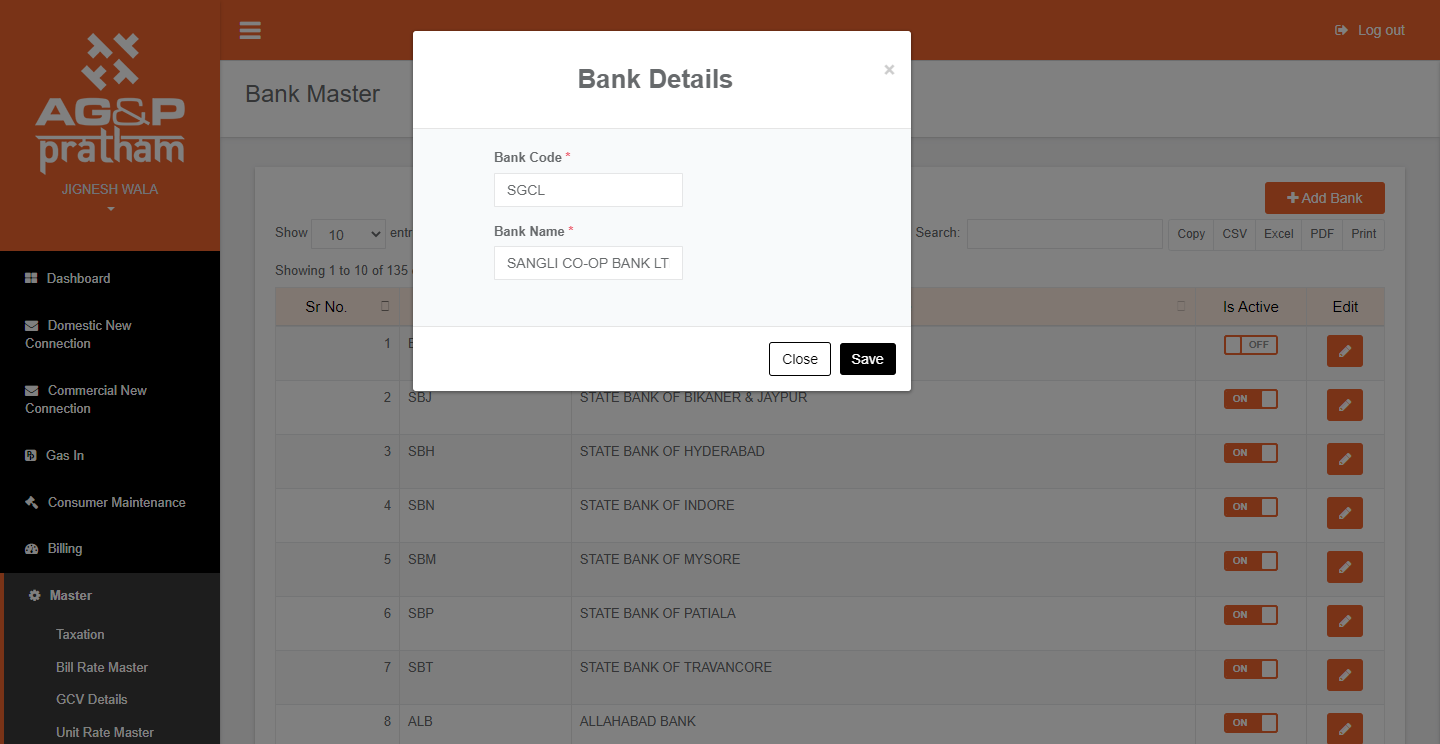 AG&P
pratham
JIGNESH WALA
Dashboard
Domestic New
Connection
Commercial New
Connection
Gas In
Consumer Maintenance
Billing
Master
Taxation
Bill Rate Master
GCV Details
Unit Rate Master
Log out
Bank Master
Bank Details
×
Bank Code *
SGCL
Bank Name *
SANGLI CO-OP BANK LT
Close Save
Add Bank
Show 10
Search:
Copy CSV Excel PDF Print
Showing 1 to 10 of 135
Sr No. Is Active Edit
1 OFF
2 SBJ STATE BANK OF BIKANER & JAYPUR ON
3 SBH STATE BANK OF HYDERABAD ON
4 SBN STATE BANK OF INDORE ON
5 SBM STATE BANK OF MYSORE ON
6 SBP STATE BANK OF PATIALA ON
7 SBT STATE BANK OF TRAVANCORE ON
8 ALB ALLAHABAD BANK ON